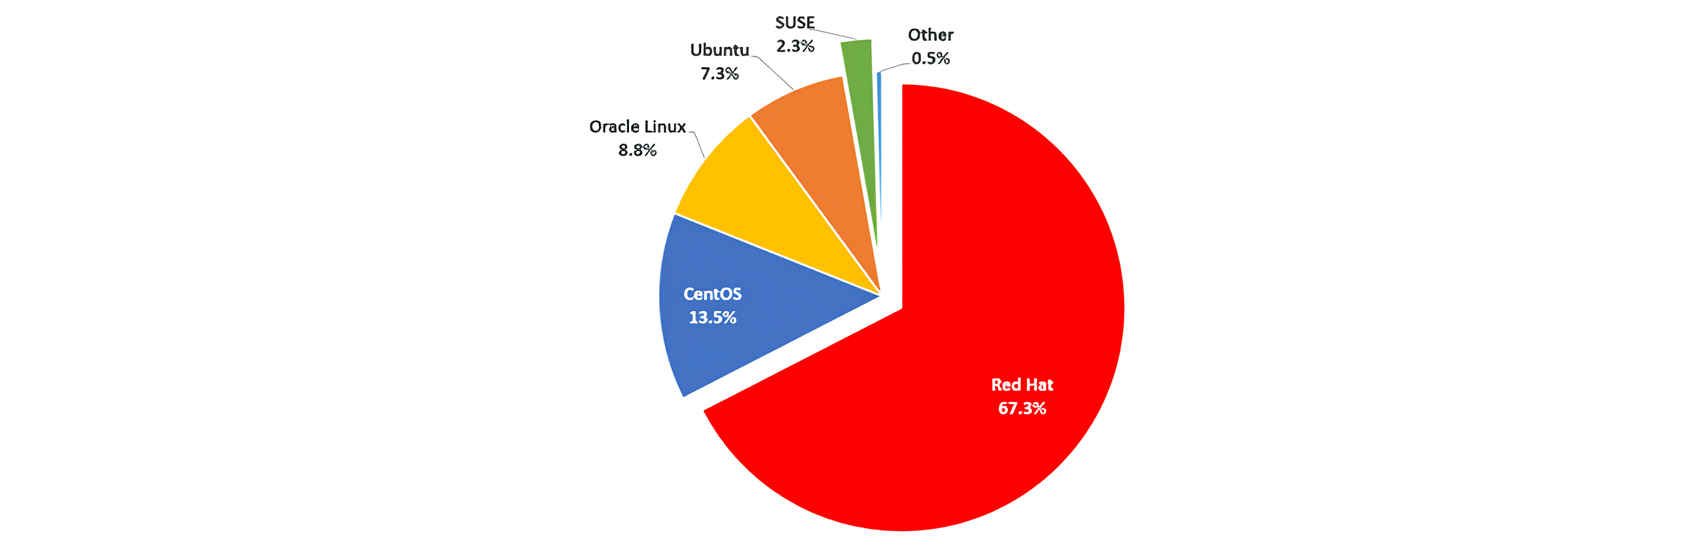 SUSE
2.3%
Other
0.5%
Ubuntu
7.3%
Oracle Linux
8.8%
CentOS
13.5%
Red Hat
67.3%